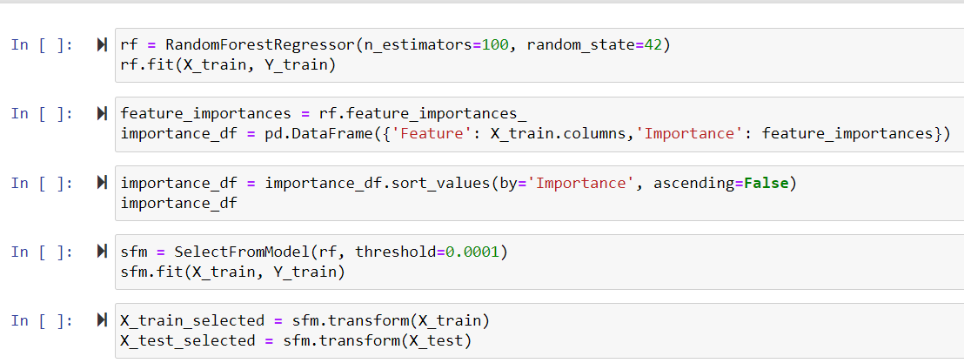 In [ ]: rf = RandomForestRegressor(n_estimators=100, random_state=42)
rf.fit(X_train, Y_train)
In [ ]: feature_importances = rf.feature_importances_
importance_df = pd.DataFrame({'Feature': X_train.columns,'Importance': feature_importances})
In [ ]: importance_df = importance_df.sort_values(by='Importance', ascending=False)
importance_df
In [ ]: sfm = SelectFromModel(rf, threshold=0.0001)
sfm.fit(X_train, Y_train)
In [ ]: X_train_selected = sfm.transform(X_train)
X_test_selected = sfm.transform(X_test)